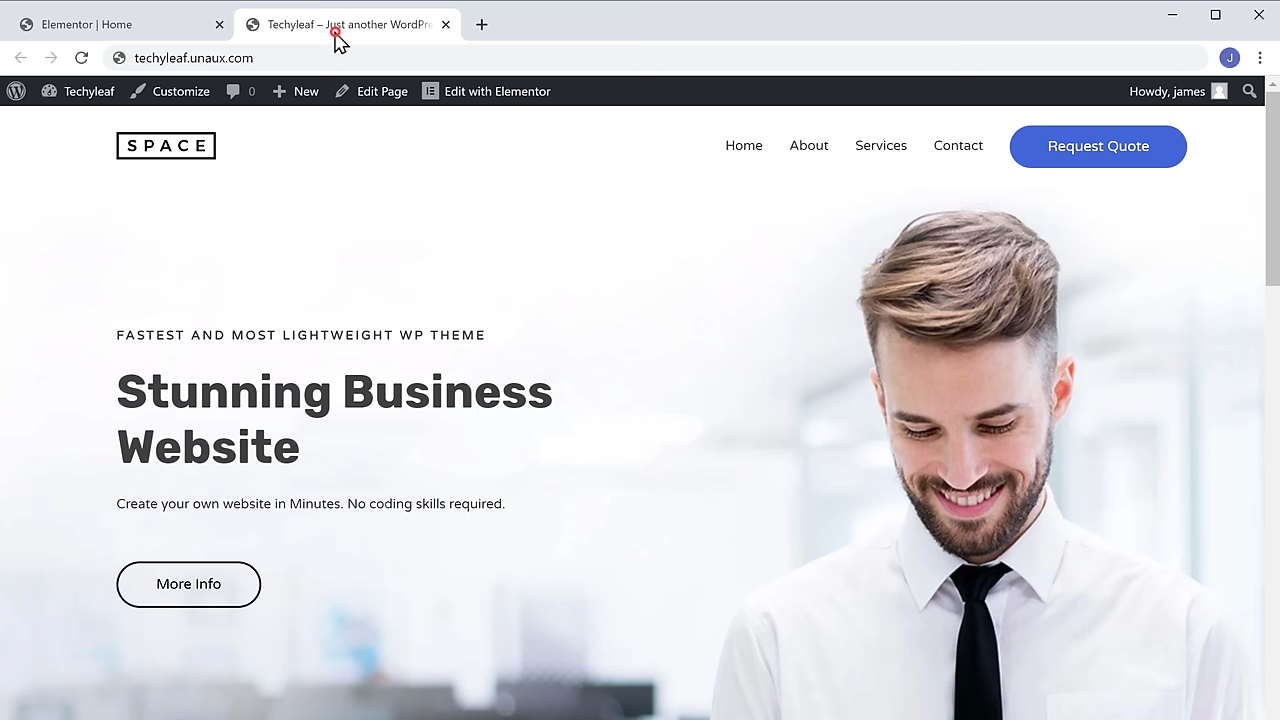 Elementor | Home
Techyleaf – Just another WordPre
techyleaf.unaux.com
J
Techyleaf
Customize
0
New
Edit Page
Edit with Elementor
Howdy, james
SPACE
Home
About
Services
Contact
Request Quote
FASTEST AND MOST LIGHTWEIGHT WP THEME
Stunning Business
Website
Create your own website in Minutes. No coding skills required.
More Info